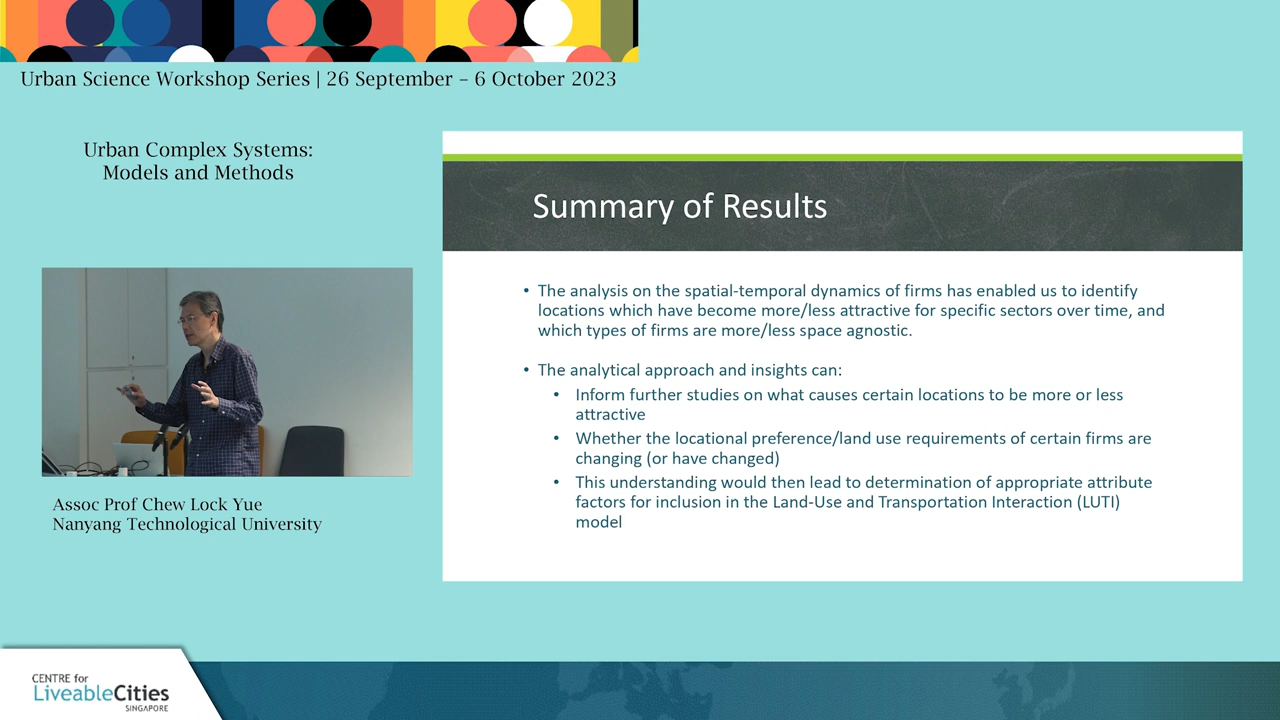 Urban Science Workshop Series | 26 September – 6 October 2023
Urban Complex Systems:
Models and Methods
Assoc Prof Chew Lock Yue
Nanyang Technological University
Summary of Results
• The analysis on the spatial-temporal dynamics of firms has enabled us to identify
locations which have become more/less attractive for specific sectors over time, and
which types of firms are more/less space agnostic.
• The analytical approach and insights can:
• Inform further studies on what causes certain locations to be more or less
attractive
• Whether the locational preference/land use requirements of certain firms are
changing (or have changed)
• This understanding would then lead to determination of appropriate attribute
factors for inclusion in the Land-Use and Transportation Interaction (LUTI)
model
CENTRE for
LiveableCities
SINGAPORE